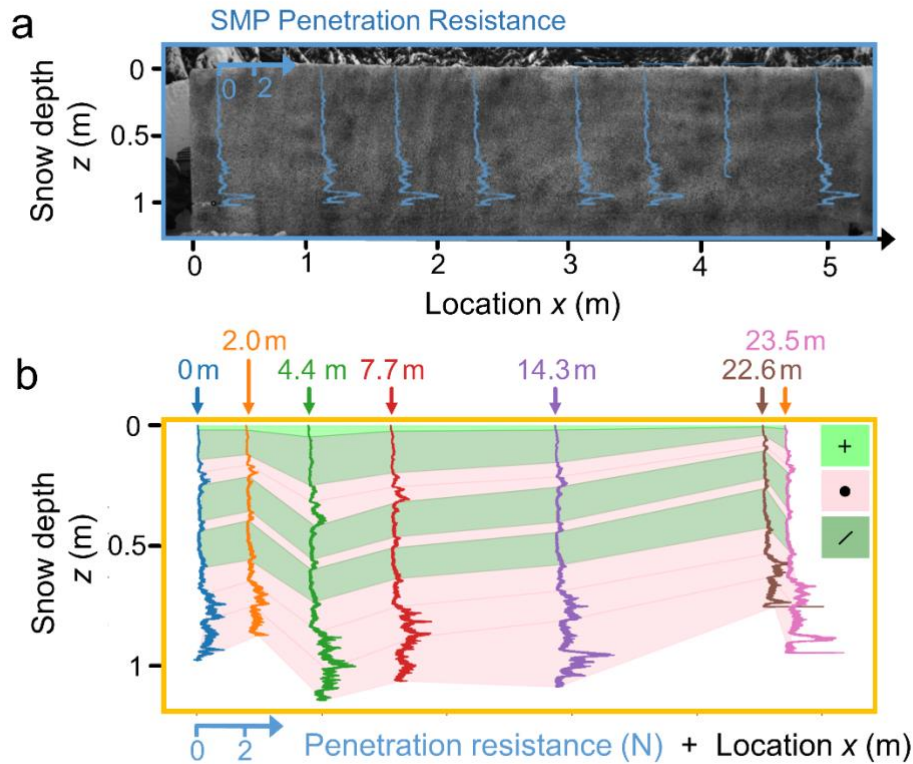 a
SMP Penetration Resistance
Snow depth
z (m)
0
0.5
1
0 2
0 1 2 3 4 5
Location x (m)
b
0 m 2.0 m 4.4 m 7.7 m 14.3 m 22.6 m 23.5 m
Snow depth
z (m)
0
0.5
1
+
●
/
0 2
Penetration resistance (N) + Location x (m)